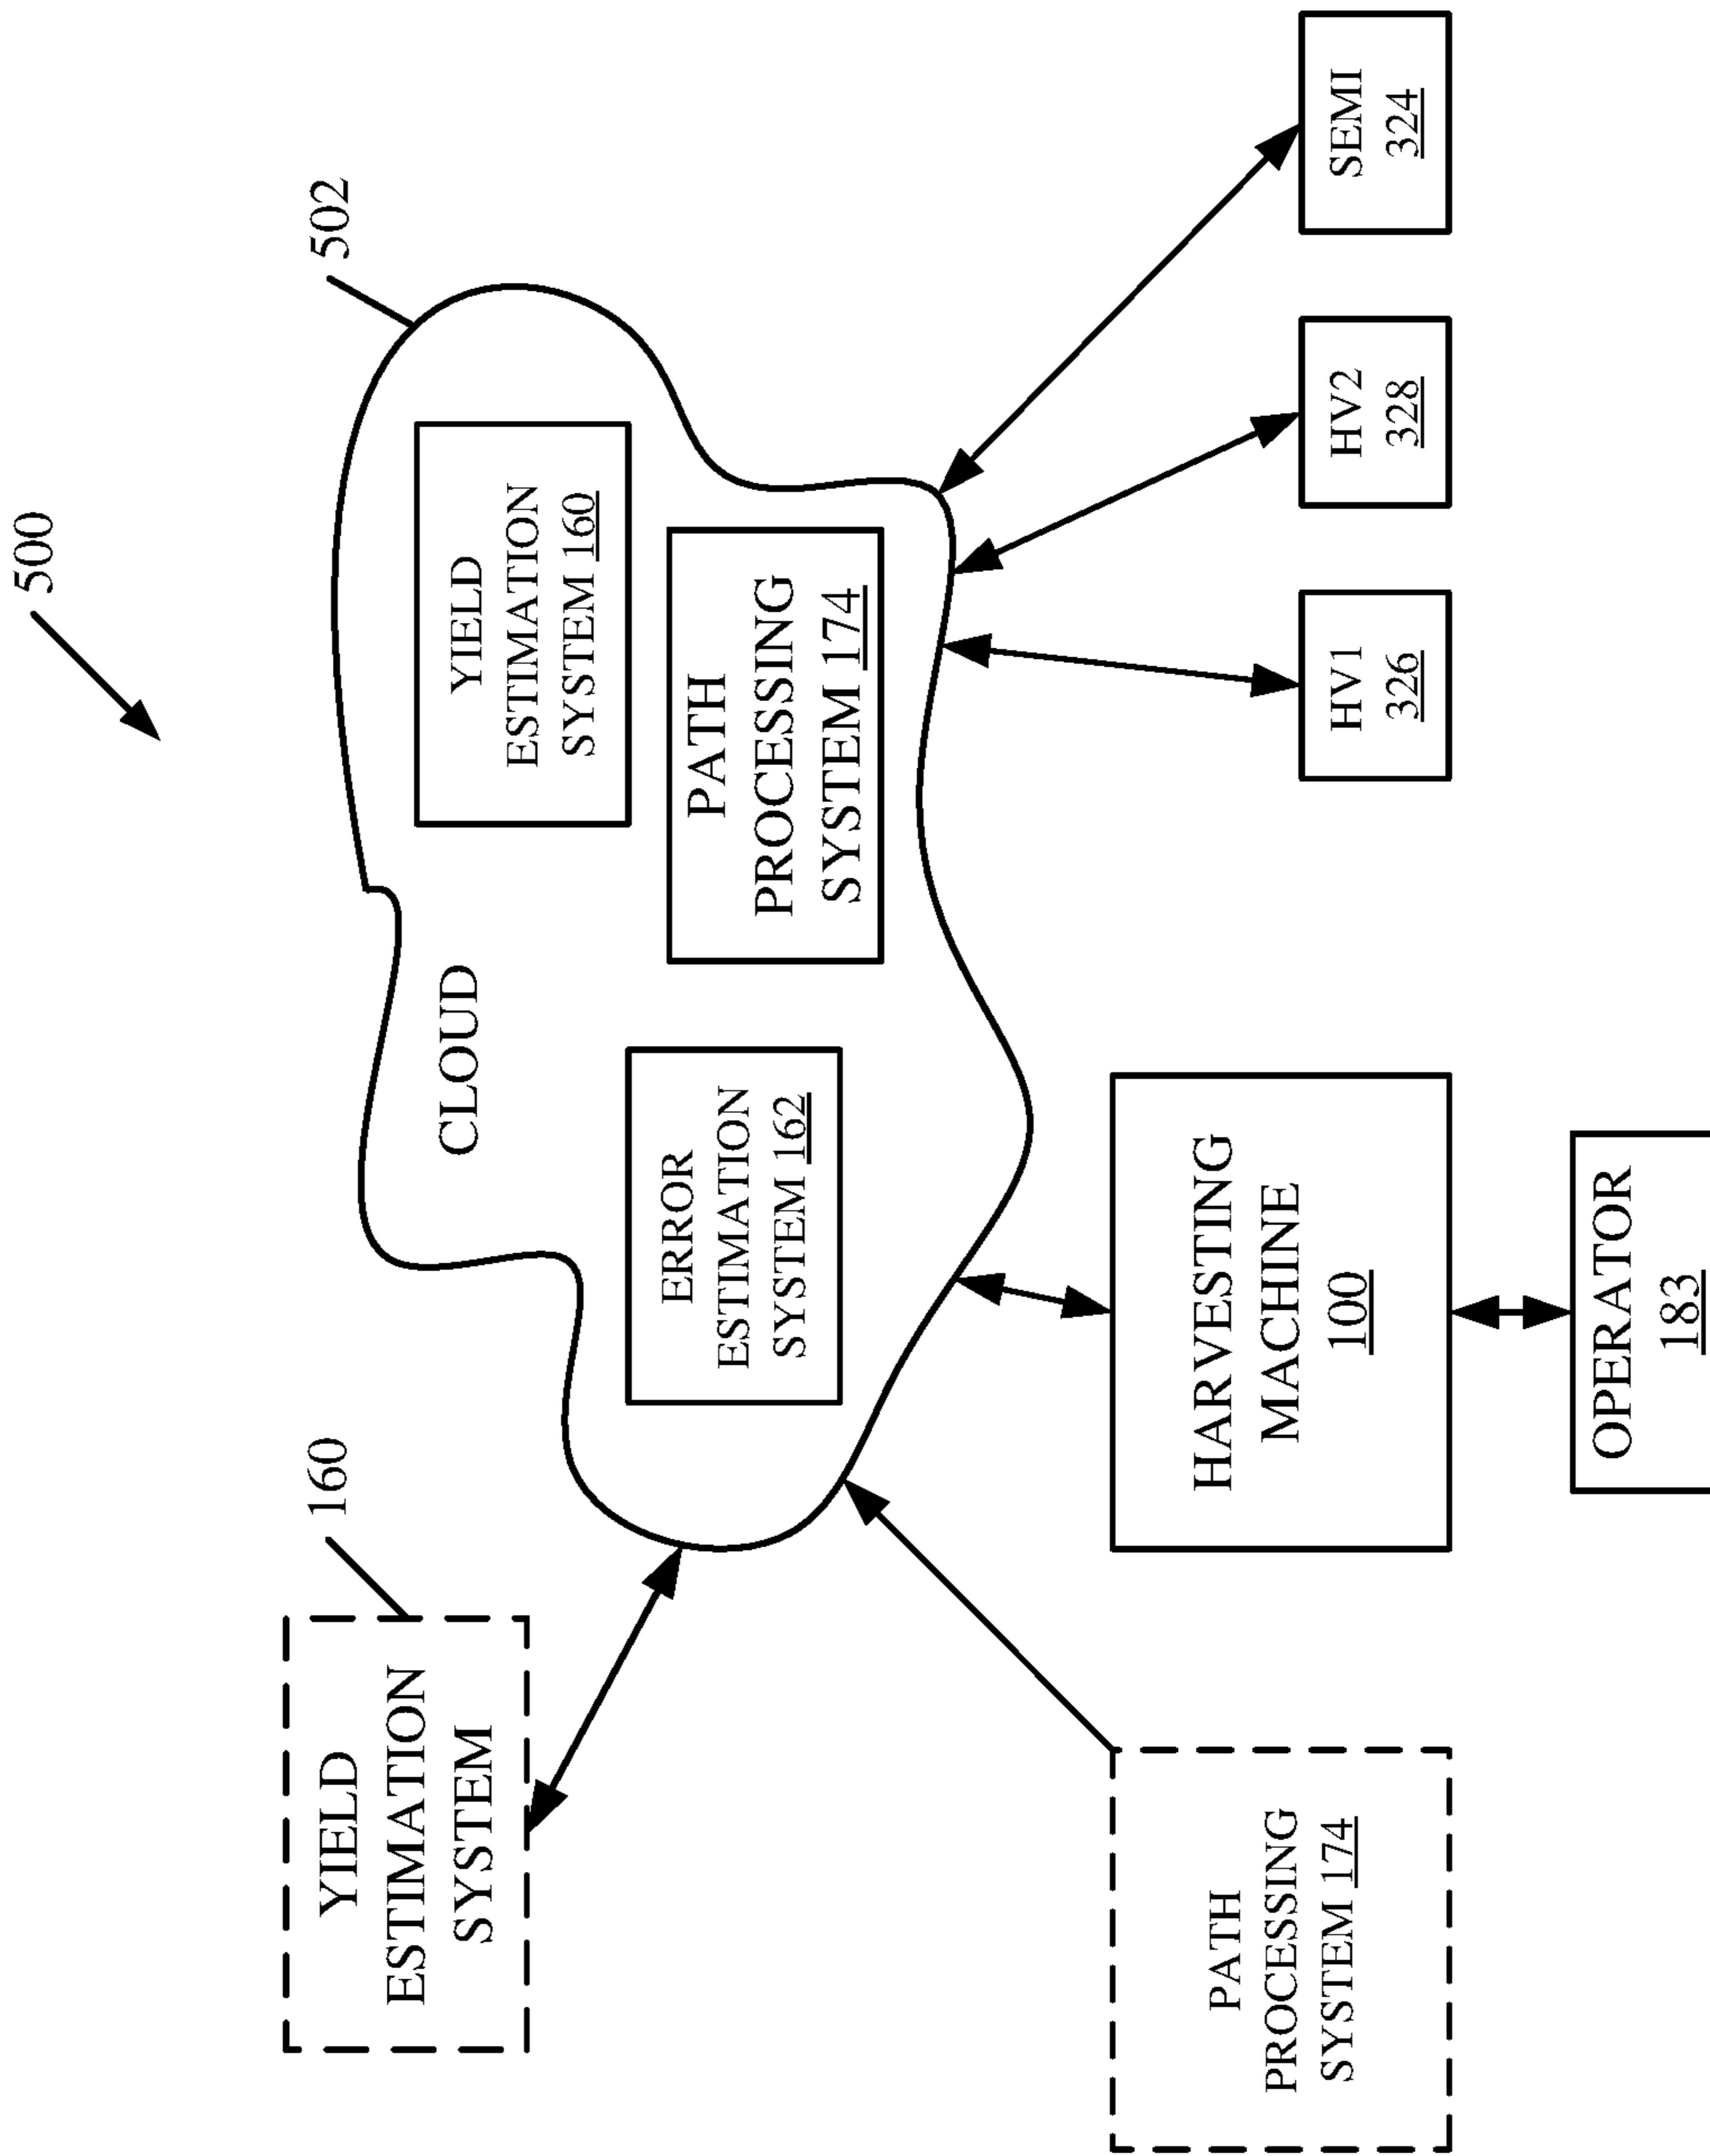 500
502
160
YIELD
ESTIMATION
SYSTEM
CLOUD
YIELD
ESTIMATION
SYSTEM 160
ERROR
ESTIMATION
SYSTEM 162
PATH
PROCESSING
SYSTEM 174
PATH
PROCESSING
SYSTEM 174
HARVESTING
MACHINE
100
OPERATOR
183
HV1
326
HV2
328
SEMI
324